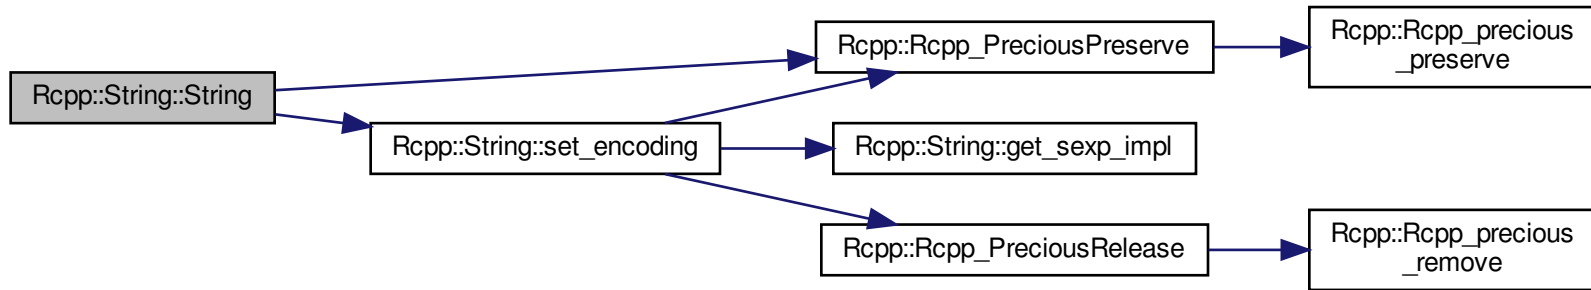 Rcpp::String::String
Rcpp::String::set_encoding
Rcpp::Rcpp_PreciousPreserve
Rcpp::String::get_sexp_impl
Rcpp::Rcpp_PreciousRelease
Rcpp::Rcpp_precious
_preserve
Rcpp::Rcpp_precious
_remove